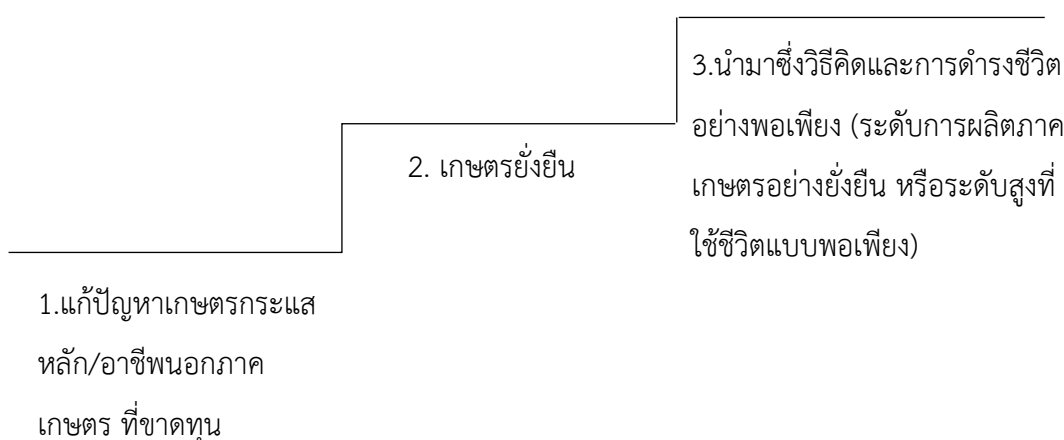 1.แก้ปัญหาเกษตรกระแส
หลัก/อาชีพนอกภาค
เกษตร ที่ขาดทุน
2. เกษตรยั่งยืน
3.นำมาซึ่งวิธีคิดและการดำรงชีวิต
อย่างพอเพียง (ระดับการผลิตภาค
เกษตรอย่างยั่งยืน หรือระดับสูงที่
ใช้ชีวิตแบบพอเพียง)